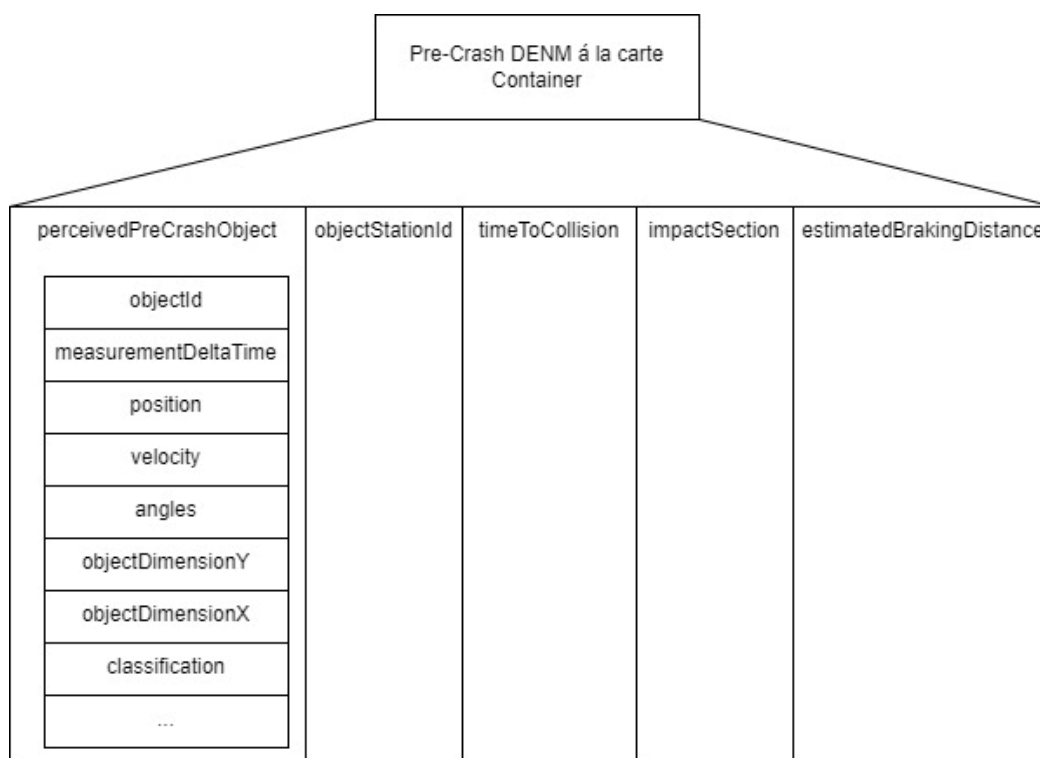 Pre-Crash DENM á la carte
Container
perceivedPreCrashObject
objectStationId
timeToCollision
impactSection
estimatedBrakingDistance
objectId
measurementDeltaTime
position
velocity
angles
objectDimensionY
objectDimensionX
classification
...